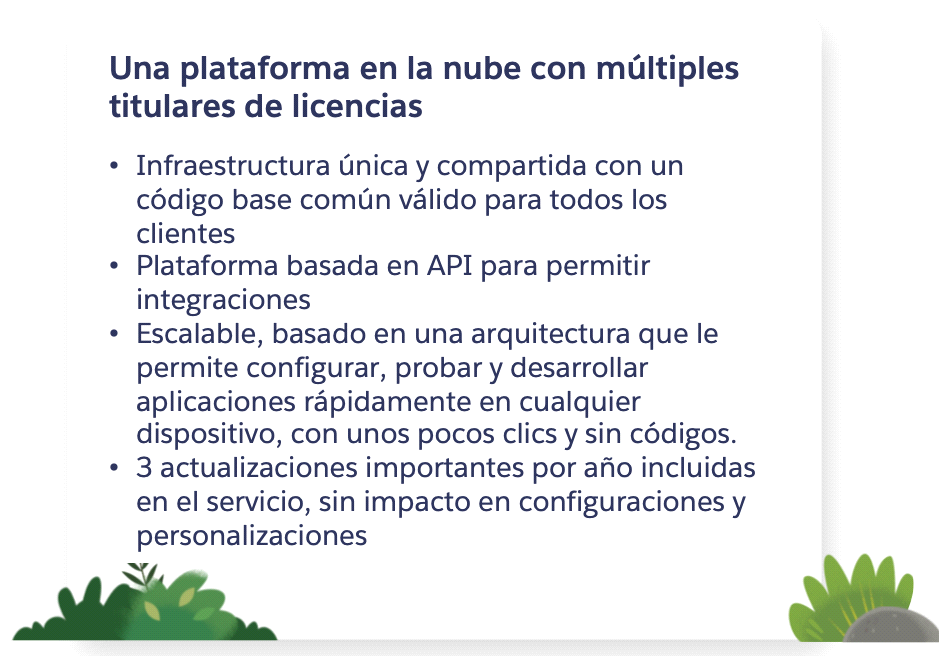 Una plataforma en la nube con múltiples
titulares de licencias
• Infraestructura única y compartida con un
código base común válido para todos los
clientes
• Plataforma basada en API para permitir
integraciones
• Escalable, basado en una arquitectura que le
permite configurar, probar y desarrollar
aplicaciones rápidamente en cualquier
dispositivo, con unos pocos clics y sin códigos.
• 3 actualizaciones importantes por año incluidas
en el servicio, sin impacto en configuraciones y
personalizaciones